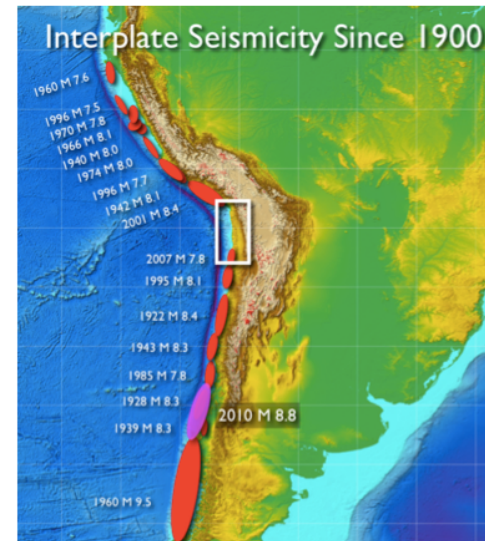 Interplate Seismicity Since 1900
1960 M 7.6
1996 M 7.5
1970 M 7.8
1966 M 8.1
1940 M 8.0
1974 M 8.0
1996 M 7.7
1942 M 8.1
2001 M 8.4
2007 M 7.8
1995 M 8.1
1922 M 8.4
1943 M 8.3
1985 M 7.8
1928 M 8.3
2010 M 8.8
1939 M 8.3
1960 M 9.5